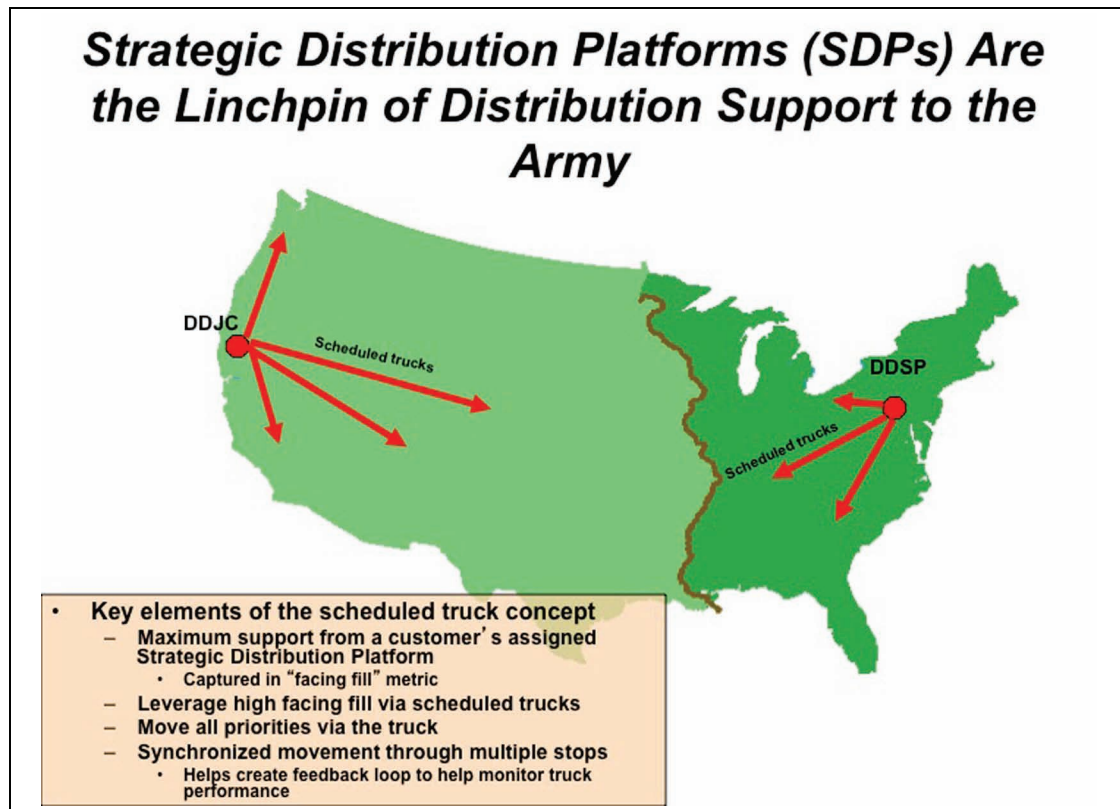 Strategic Distribution Platforms (SDPs) Are
the Linchpin of Distribution Support to the
Army
DDJC
Scheduled trucks
DDSP
Scheduled trucks
• Key elements of the scheduled truck concept
– Maximum support from a customer’s assigned
Strategic Distribution Platform
• Captured in “facing fill” metric
– Leverage high facing fill via scheduled trucks
– Move all priorities via the truck
– Synchronized movement through multiple stops
• Helps create feedback loop to help monitor truck
performance